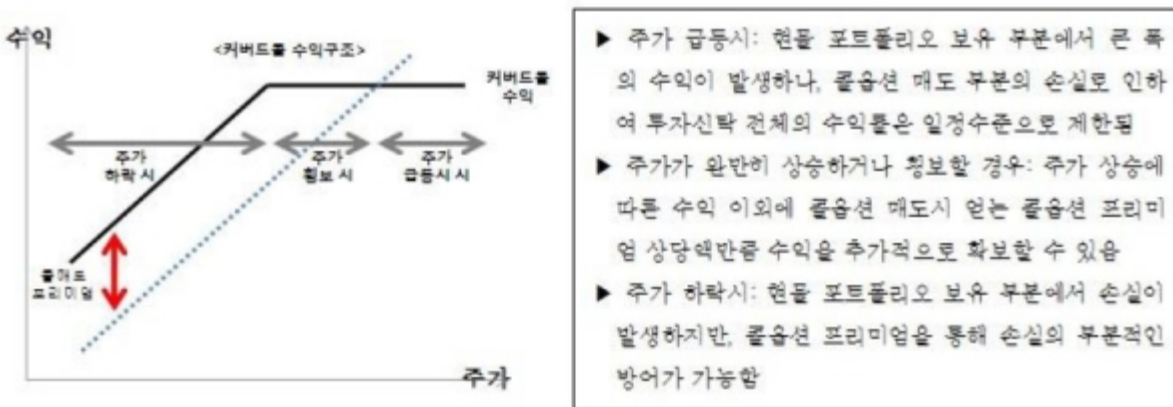 수익
<커버드콜 수익구조>
커버드콜
수익
주가
하락 시
주가
횡보 시
주가
급등시 시
콜매도
프리미엄
주가
▶ 주가 급등시: 현물 포트폴리오 보유 부분에서 큰 폭
의 수익이 발생하나, 콜옵션 매도 부분의 손실로 인하
여 투자신탁 전체의 수익률은 일정수준으로 제한됨
▶ 주가가 완만히 상승하거나 횡보할 경우: 주가 상승에
따른 수익 이외에 콜옵션 매도시 얻는 콜옵션 프리미
엄 상당액만큼 수익을 추가적으로 확보할 수 있음
▶ 주가 하락시: 현물 포트폴리오 보유 부분에서 손실이
발생하지만, 콜옵션 프리미엄을 통해 손실의 부분적인
방어가 가능함